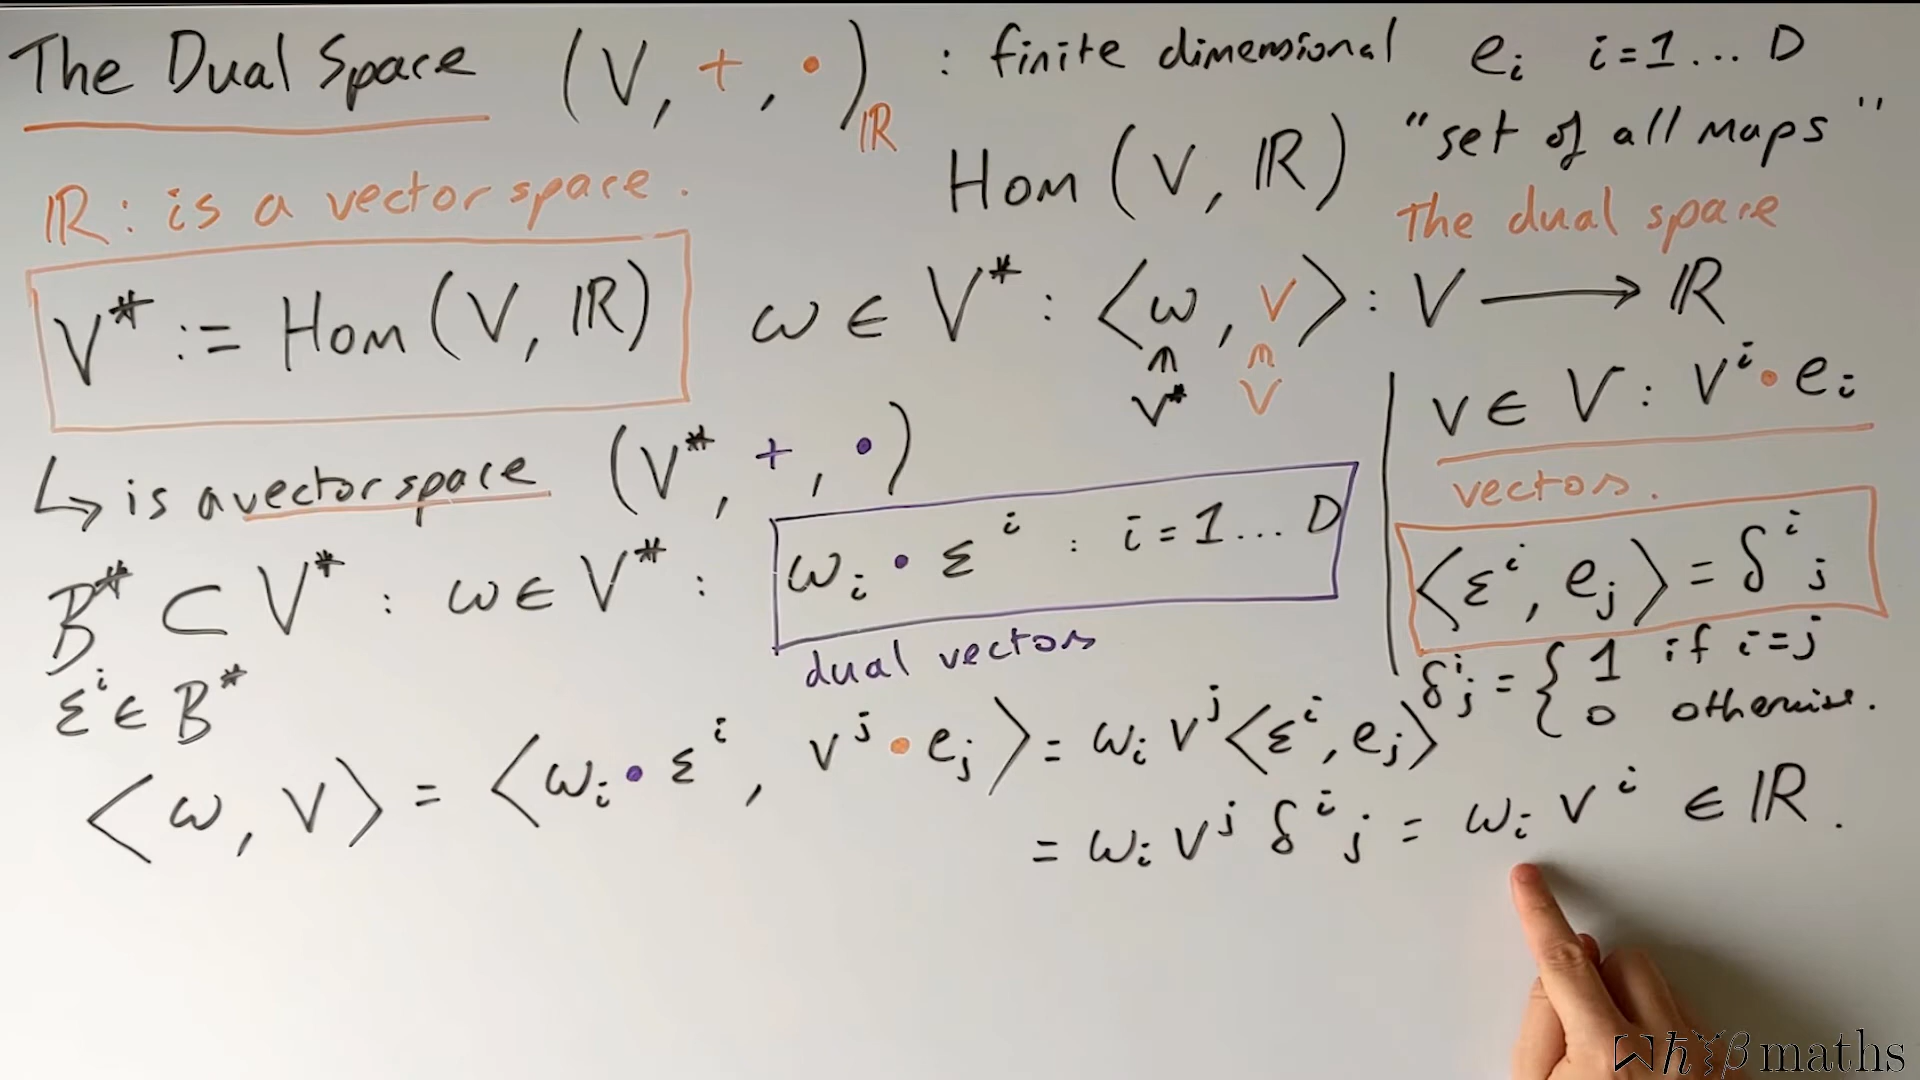 The Dual Space (V, +, •)ℝ : finite dimensional eᵢ i=1... D
Hom (V, ℝ) "set of all maps"
ℝ: is a vector space.
The dual space
V* := Hom (V, ℝ)
ω ∈ V* : ⟨ω, v⟩ : V ⟶ ℝ
∈ V* ∈ V
v ∈ V : vⁱ • eᵢ
vectors.
↳ is a vector space (V*, +, •)
⟨εⁱ, eⱼ⟩ = δⁱⱼ
B* ⊂ V* : ω ∈ V* : ωᵢ • εⁱ : i=1... D
dual vectors
δⁱⱼ = { 1 if i=j
0 otherwise.
εⁱ ∈ B*
⟨ω, v⟩ = ⟨ωᵢ • εⁱ, vʲ • eⱼ⟩ = ωᵢ vʲ ⟨εⁱ, eⱼ⟩
= ωᵢ vʲ δⁱⱼ = ωᵢ vⁱ ∈ ℝ.
maths